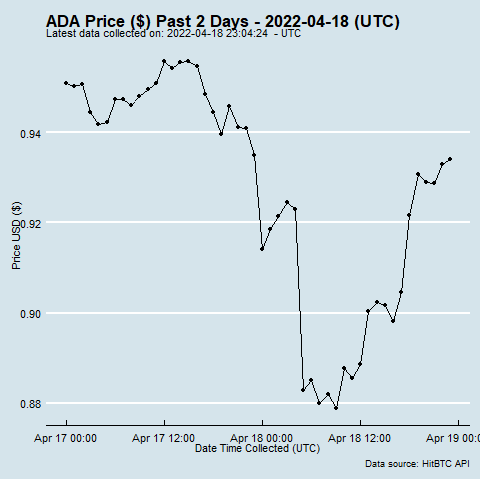 ADA Price ($) Past 2 Days - 2022-04-18 (UTC)
Latest data collected on: 2022-04-18 23:04:24 - UTC
0.94
0.92
0.90
0.88
Price USD ($)
Apr 17 00:00 Apr 17 12:00 Apr 18 00:00 Apr 18 12:00 Apr 19 00:
Date Time Collected (UTC)
Data source: HitBTC API